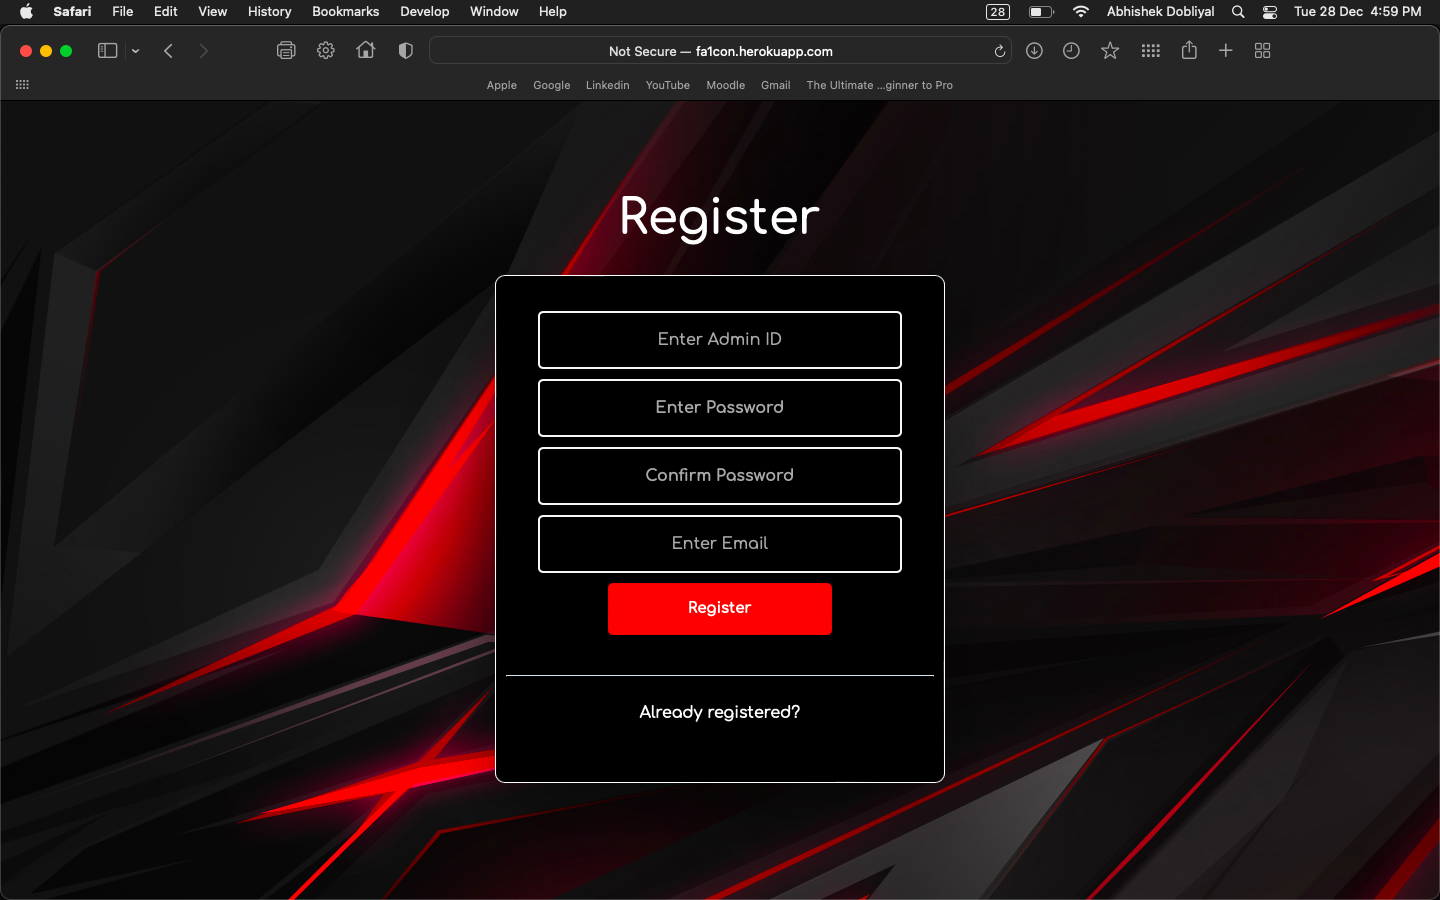 Safari File Edit View History Bookmarks Develop Window Help 28 Abhishek Dobliyal Tue 28 Dec 4:59 PM
Not Secure — fa1con.herokuapp.com
Apple Google Linkedin YouTube Moodle Gmail The Ultimate ...ginner to Pro
Register
Enter Admin ID
Enter Password
Confirm Password
Enter Email
Register
Already registered?